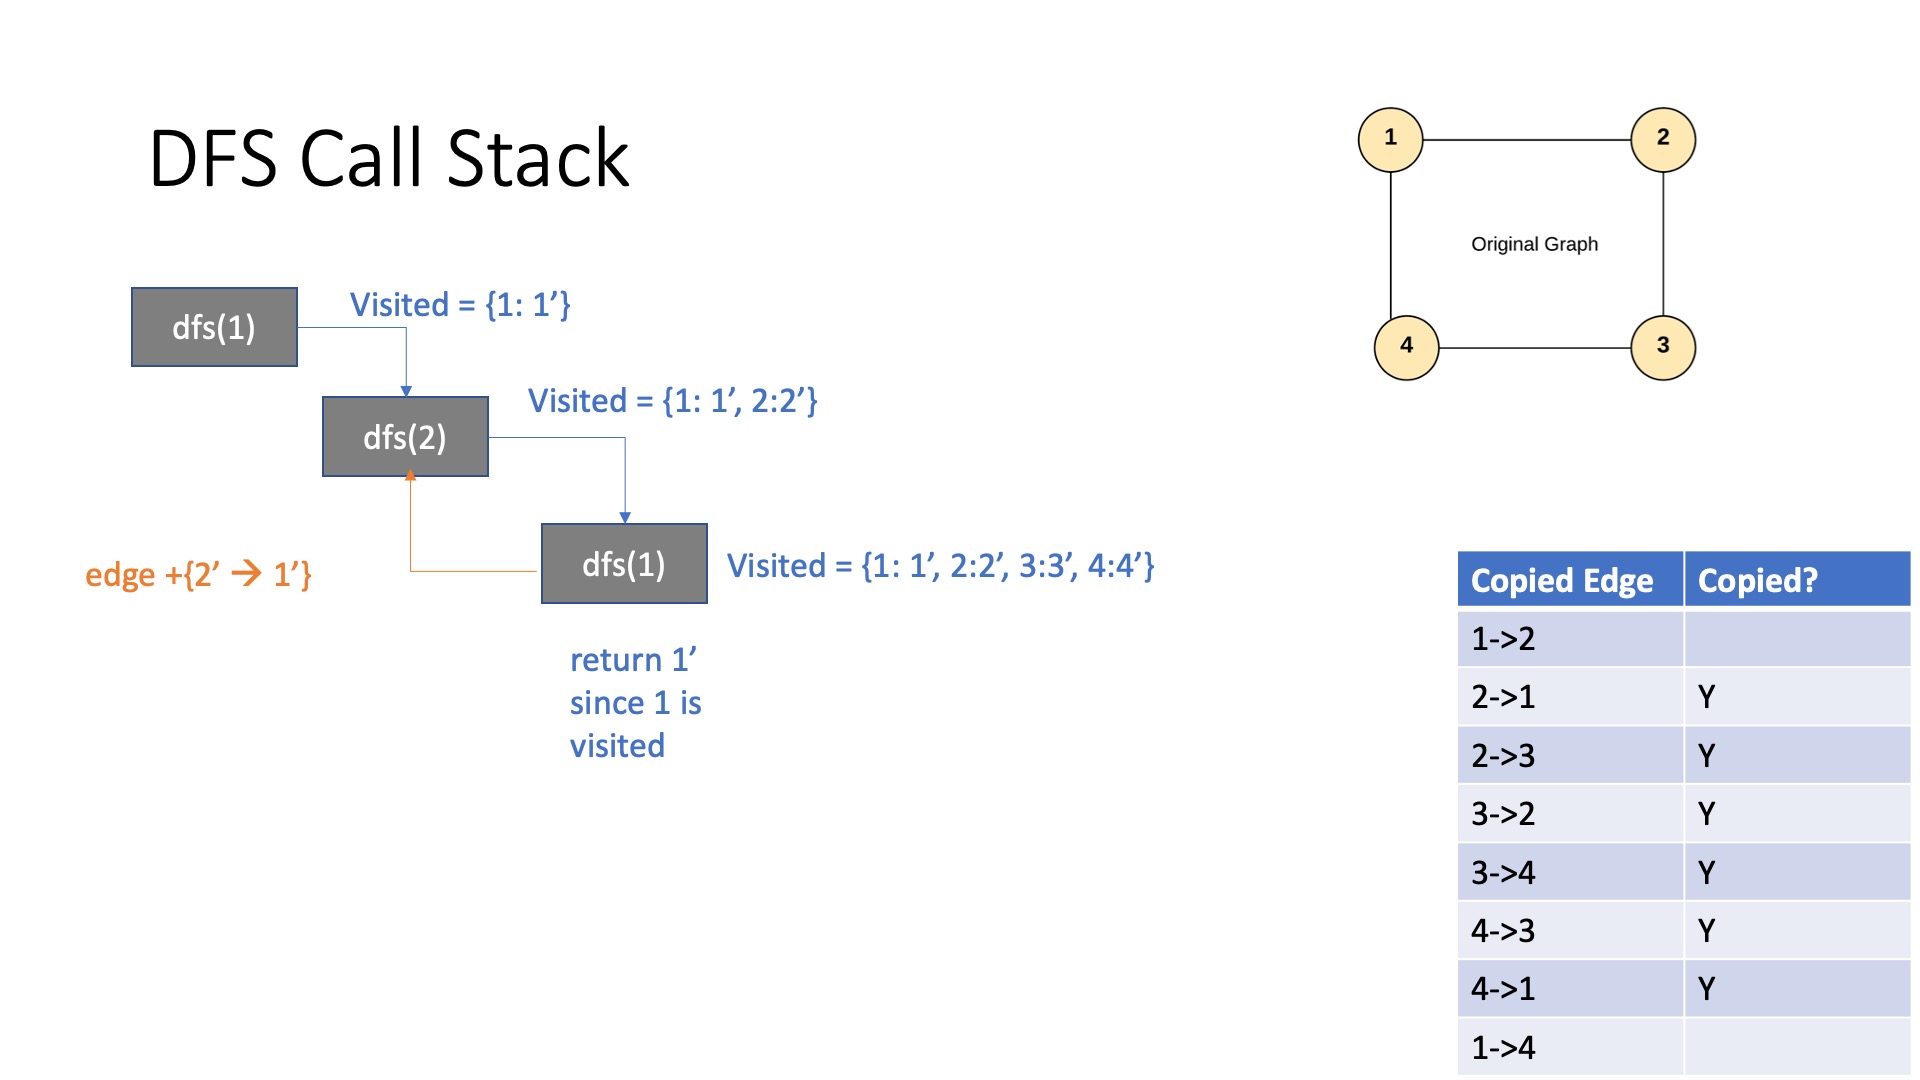 DFS Call Stack
1
2
Original Graph
4
3
dfs(1)
Visited = {1: 1’}
dfs(2)
Visited = {1: 1’, 2:2’}
edge +{2’ → 1’}
dfs(1)
Visited = {1: 1’, 2:2’, 3:3’, 4:4’}
return 1’
since 1 is
visited
Copied Edge Copied?
1->2
2->1 Y
2->3 Y
3->2 Y
3->4 Y
4->3 Y
4->1 Y
1->4